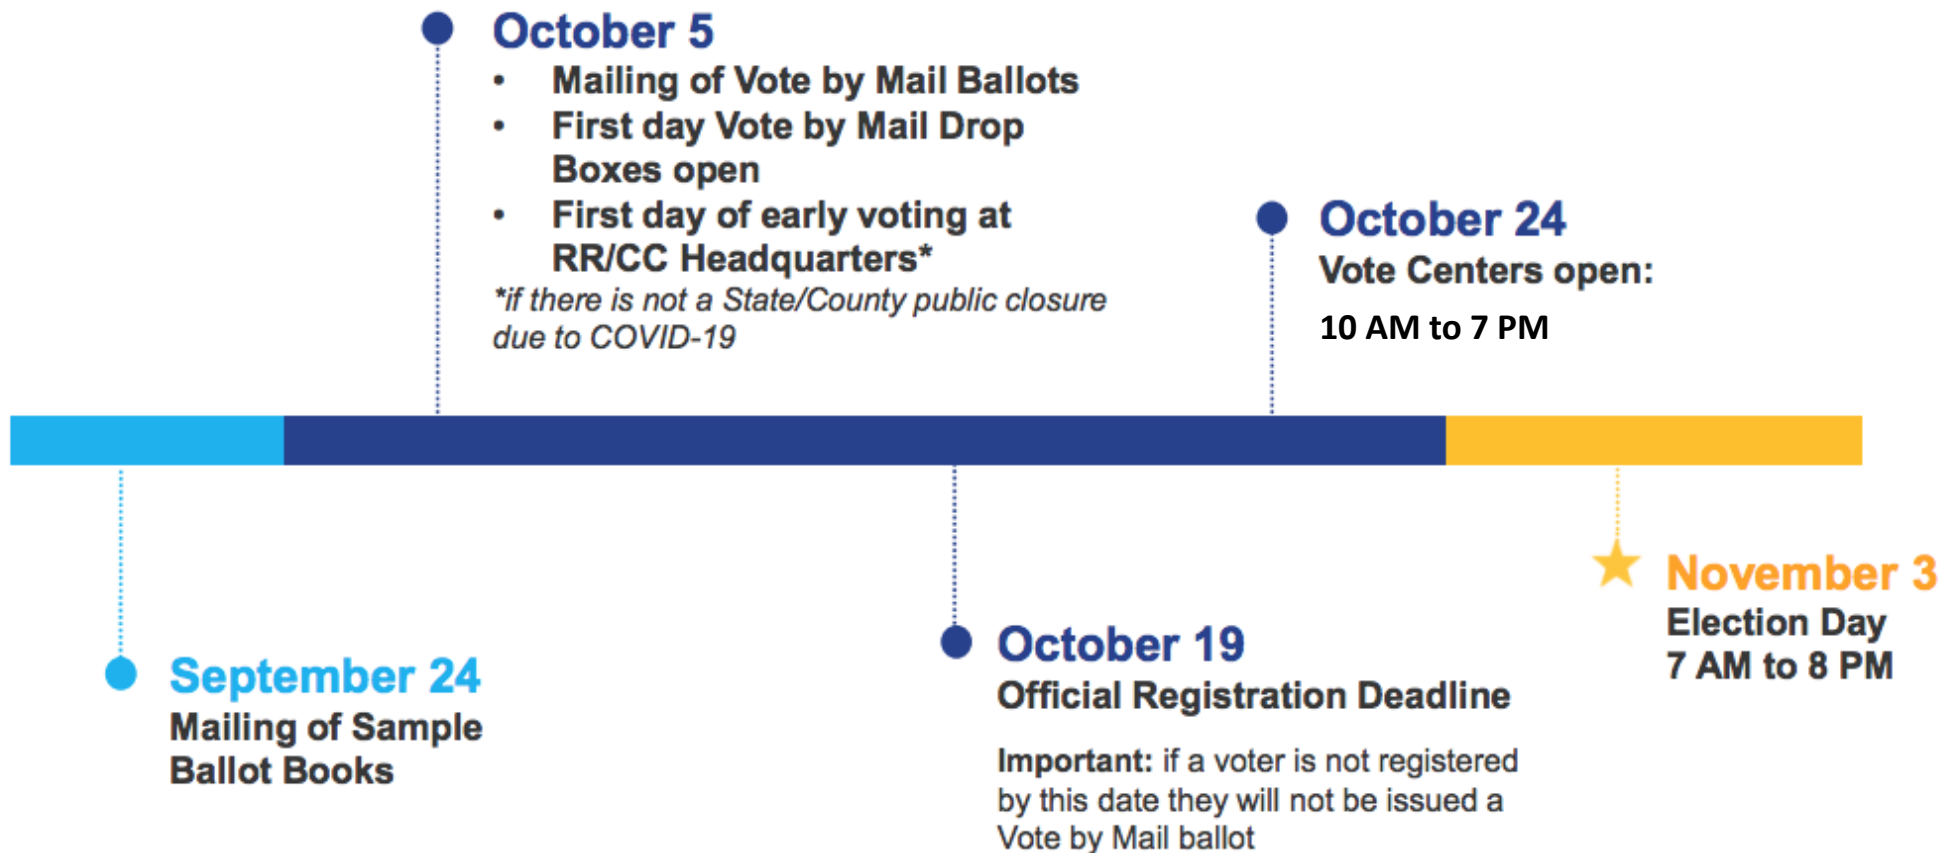 October 5
• Mailing of Vote by Mail Ballots
• First day Vote by Mail Drop
Boxes open
• First day of early voting at
RR/CC Headquarters*
*if there is not a State/County public closure
due to COVID-19
October 24
Vote Centers open:
10 AM to 7 PM
September 24
Mailing of Sample
Ballot Books
October 19
Official Registration Deadline
Important: if a voter is not registered
by this date they will not be issued a
Vote by Mail ballot
November 3
Election Day
7 AM to 8 PM